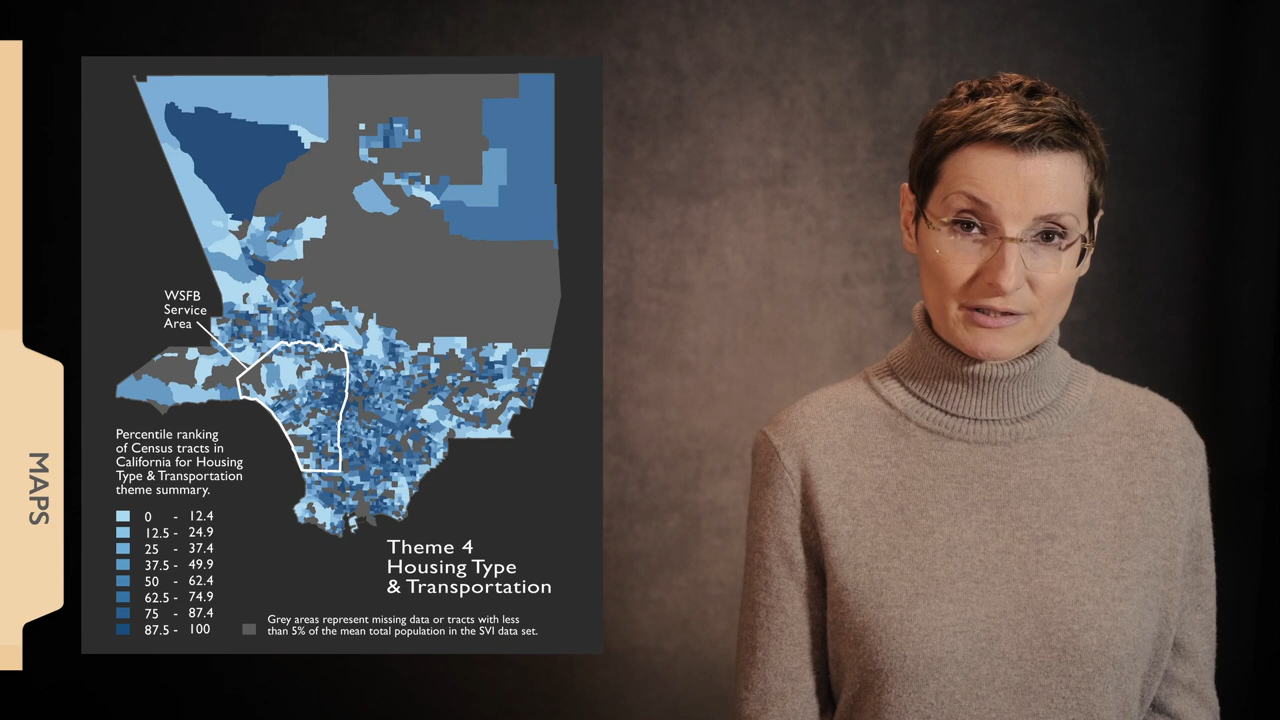 MAPS
WSFB
Service
Area
Percentile ranking
of Census tracts in
California for Housing
Type & Transportation
theme summary.
0 - 12.4
12.5 - 24.9
25 - 37.4
37.5 - 49.9
50 - 62.4
62.5 - 74.9
75 - 87.4
87.5 - 100
Theme 4
Housing Type
& Transportation
Grey areas represent missing data or tracts with less
than 5% of the mean total population in the SVI data set.